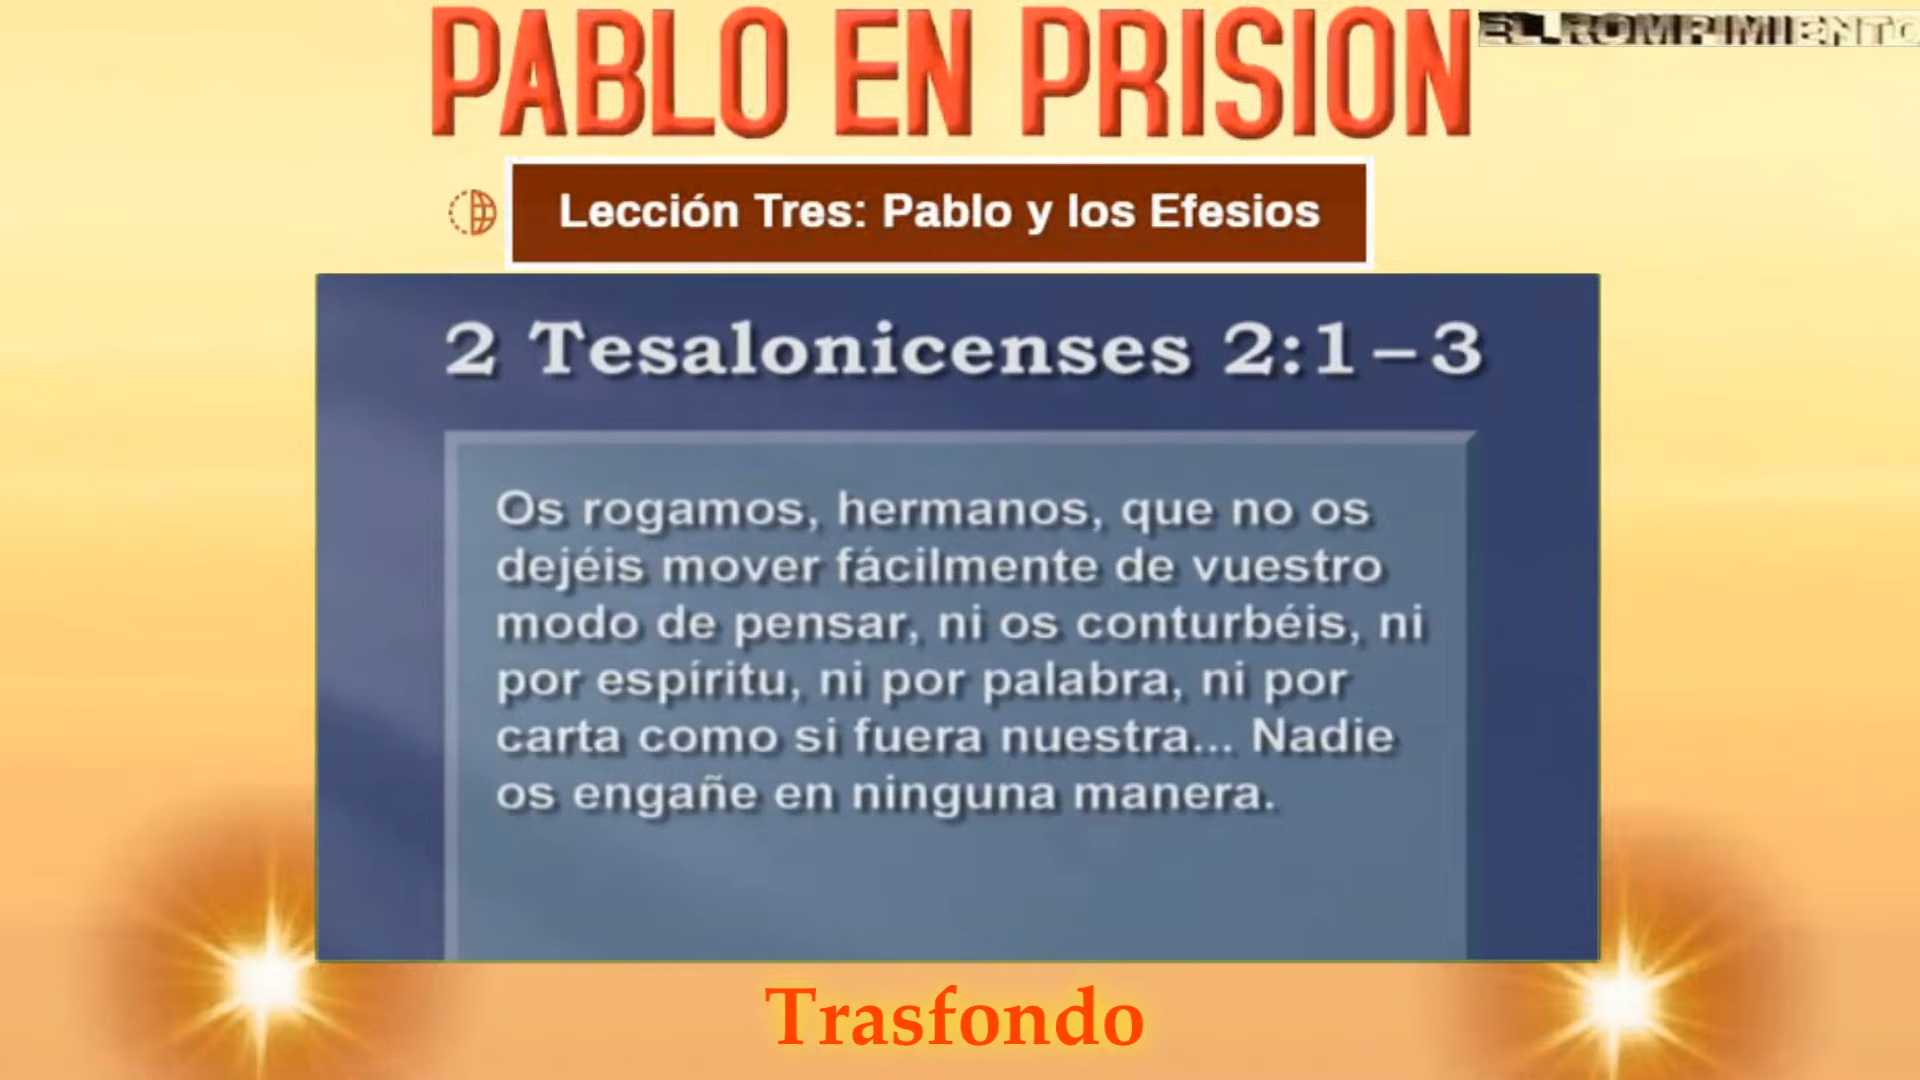 PABLO EN PRISION
EL ROMPIMIENTO
Lección Tres: Pablo y los Efesios
2 Tesalonicenses 2:1–3
Os rogamos, hermanos, que no os
dejéis mover fácilmente de vuestro
modo de pensar, ni os conturbéis, ni
por espíritu, ni por palabra, ni por
carta como si fuera nuestra... Nadie
os engañe en ninguna manera.
Trasfondo